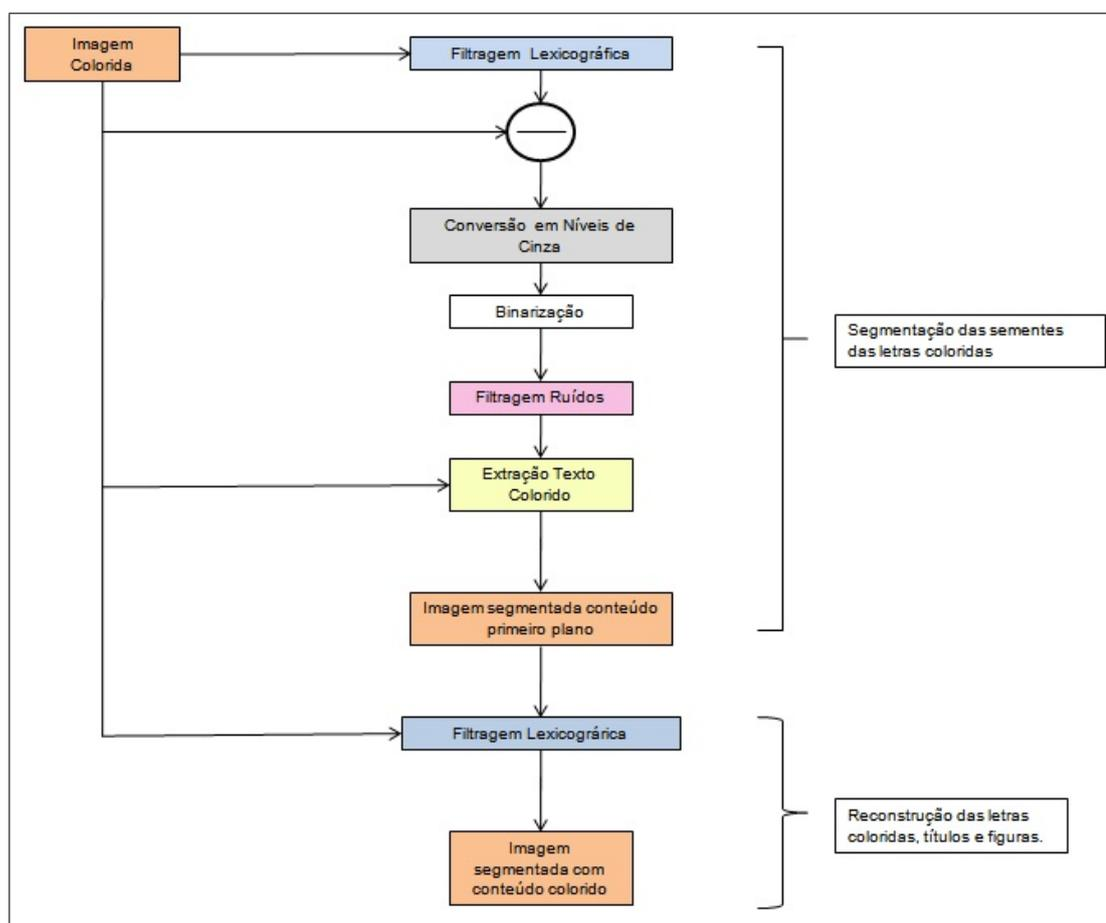 Imagem
Colorida
Filtragem Lexicográfica
Conversão em Níveis de
Cinza
Binarização
Segmentação das sementes
das letras coloridas
Filtragem Ruídos
Extração Texto
Colorido
Imagem segmentada conteúdo
primeiro plano
Filtragem Lexicográrica
Reconstrução das letras
coloridas, títulos e figuras.
Imagem
segmentada com
conteúdo colorido